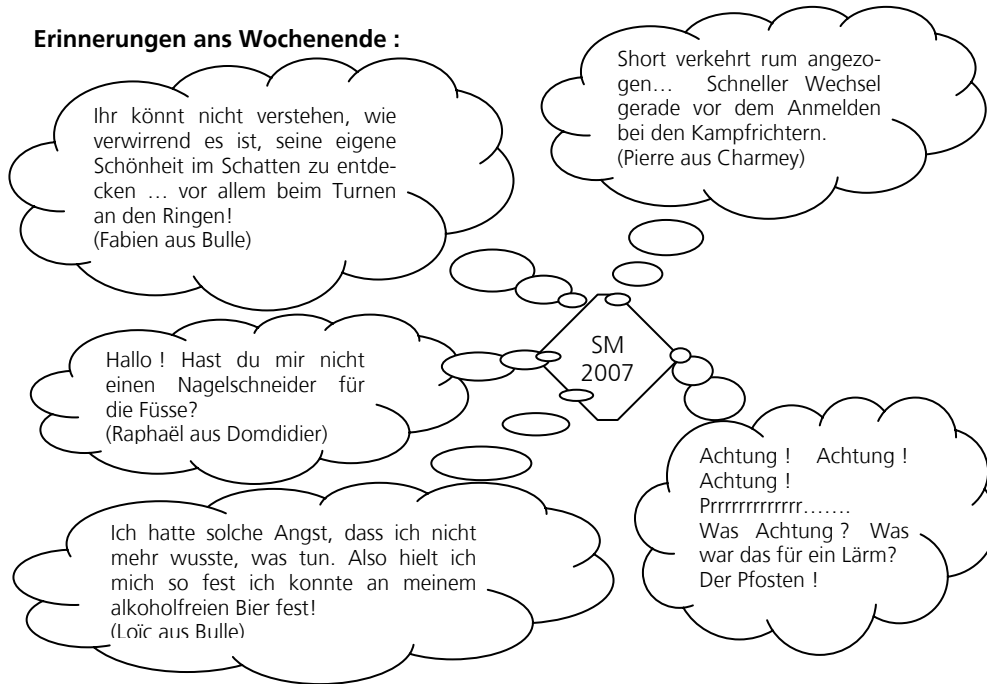 Erinnerungen ans Wochenende :
Ihr könnt nicht verstehen, wie
verwirrend es ist, seine eigene
Schönheit im Schatten zu entde-
cken … vor allem beim Turnen
an den Ringen!
(Fabien aus Bulle)
Short verkehrt rum angezo-
gen… Schneller Wechsel
gerade vor dem Anmelden
bei den Kampfrichtern.
(Pierre aus Charmey)
Hallo ! Hast du mir nicht
einen Nagelschneider für
die Füsse?
(Raphaël aus Domdidier)
SM
2007
Ich hatte solche Angst, dass ich nicht
mehr wusste, was tun. Also hielt ich
mich so fest ich konnte an meinem
alkoholfreien Bier fest!
(Loïc aus Bulle)
Achtung ! Achtung !
Achtung !
Prrrrrrrrrrrrr…….
Was Achtung ? Was
war das für ein Lärm?
Der Pfosten !